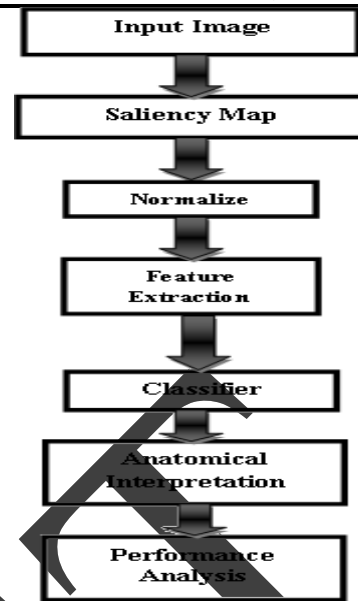 Input Image
Saliency Map
Normalize
Feature
Extraction
Classifier
Anatomical
Interpretation
Performance
Analysis